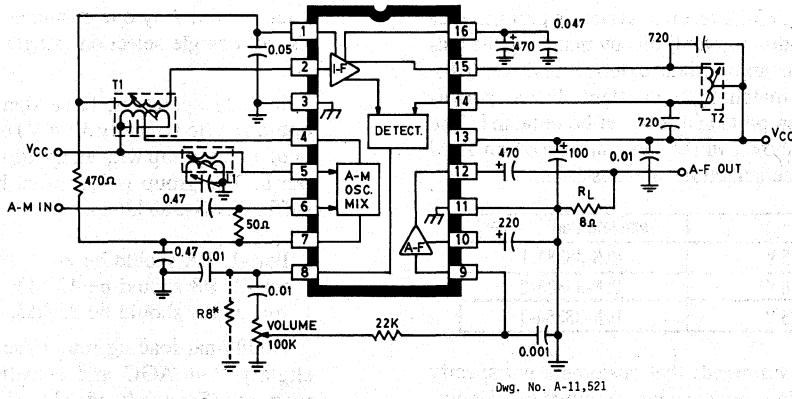 1
16
0.047
470
720
0.05
2
I-F
15
T1
3
14
T2
DETECT.
720
VCC
4
13
VCC
100
0.01
470
A-M OSC. MIX
5
12
A-F OUT
L1
470Ω
0.47
A-M IN
6
11
RL
8Ω
50Ω
A-F
220
7
10
0.47
0.01
8
9
0.01
R8*
VOLUME
100K
22K
0.001
Dwg. No. A-11,521